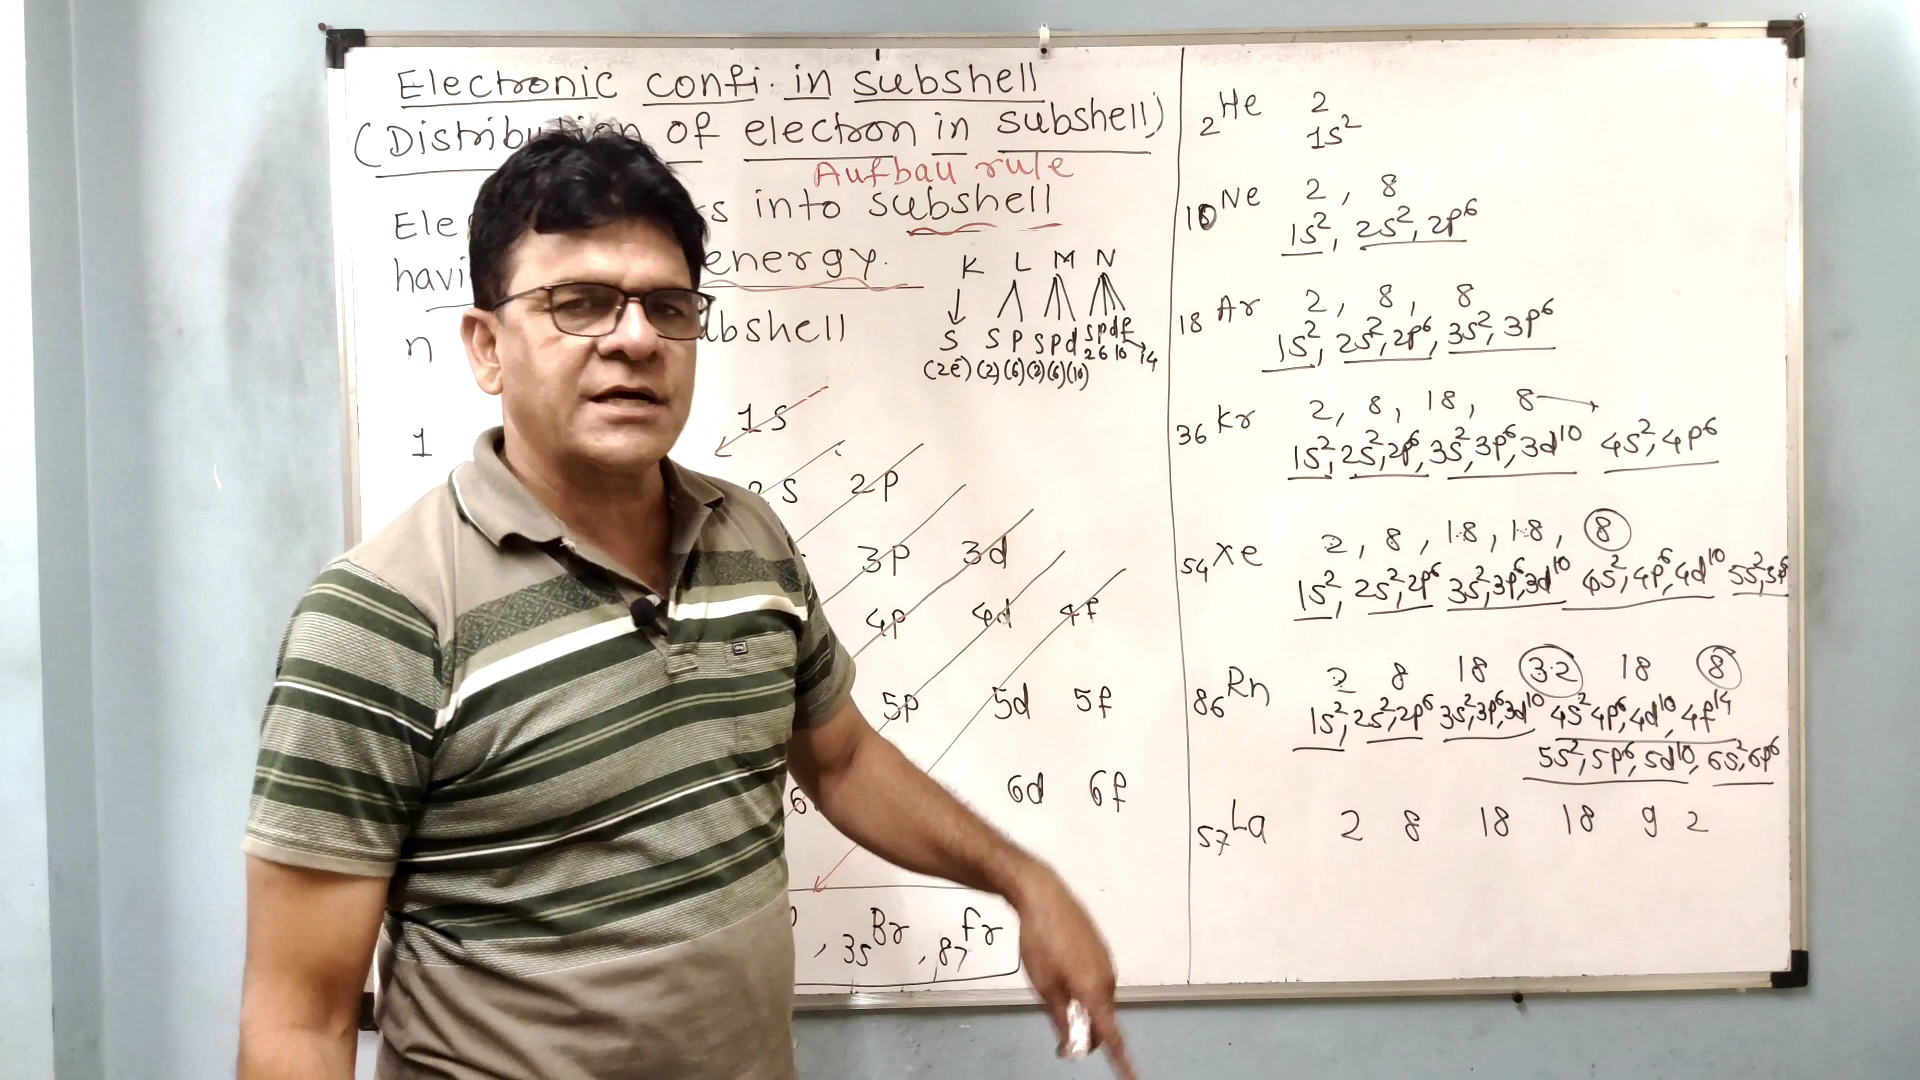 Electronic confi. in subshell
(Distribution of electron in subshell)
Aufbau rule
Ele s into subshell
havi energy.
K L M N
n ubshell
S S P S P d S P d f
2 6 10 14
(2e⁻) (2) (6) (2) (6) (10)
1 1s
2s 2p
3p 3d
4p 4d 4f
5p 5d 5f
6d 6f
, 35Br , 87Fr
2He 2
1s²
10Ne 2, 8
1s², 2s², 2p⁶
18Ar 2, 8, 8
1s², 2s², 2p⁶, 3s², 3p⁶
36Kr 2, 8, 18, 8 →
1s², 2s², 2p⁶, 3s², 3p⁶, 3d¹⁰ 4s², 4p⁶
54Xe 2, 8, 18, 18, 8
1s², 2s², 2p⁶ 3s², 3p⁶, 3d¹⁰ 4s², 4p⁶, 4d¹⁰ 5s², 5p⁶
86Rn 2 8 18 32 18 8
1s², 2s², 2p⁶ 3s², 3p⁶, 3d¹⁰ 4s² 4p⁶, 4d¹⁰, 4f¹⁴
5s², 5p⁶, 5d¹⁰, 6s², 6p⁶
57La 2 8 18 18 9 2